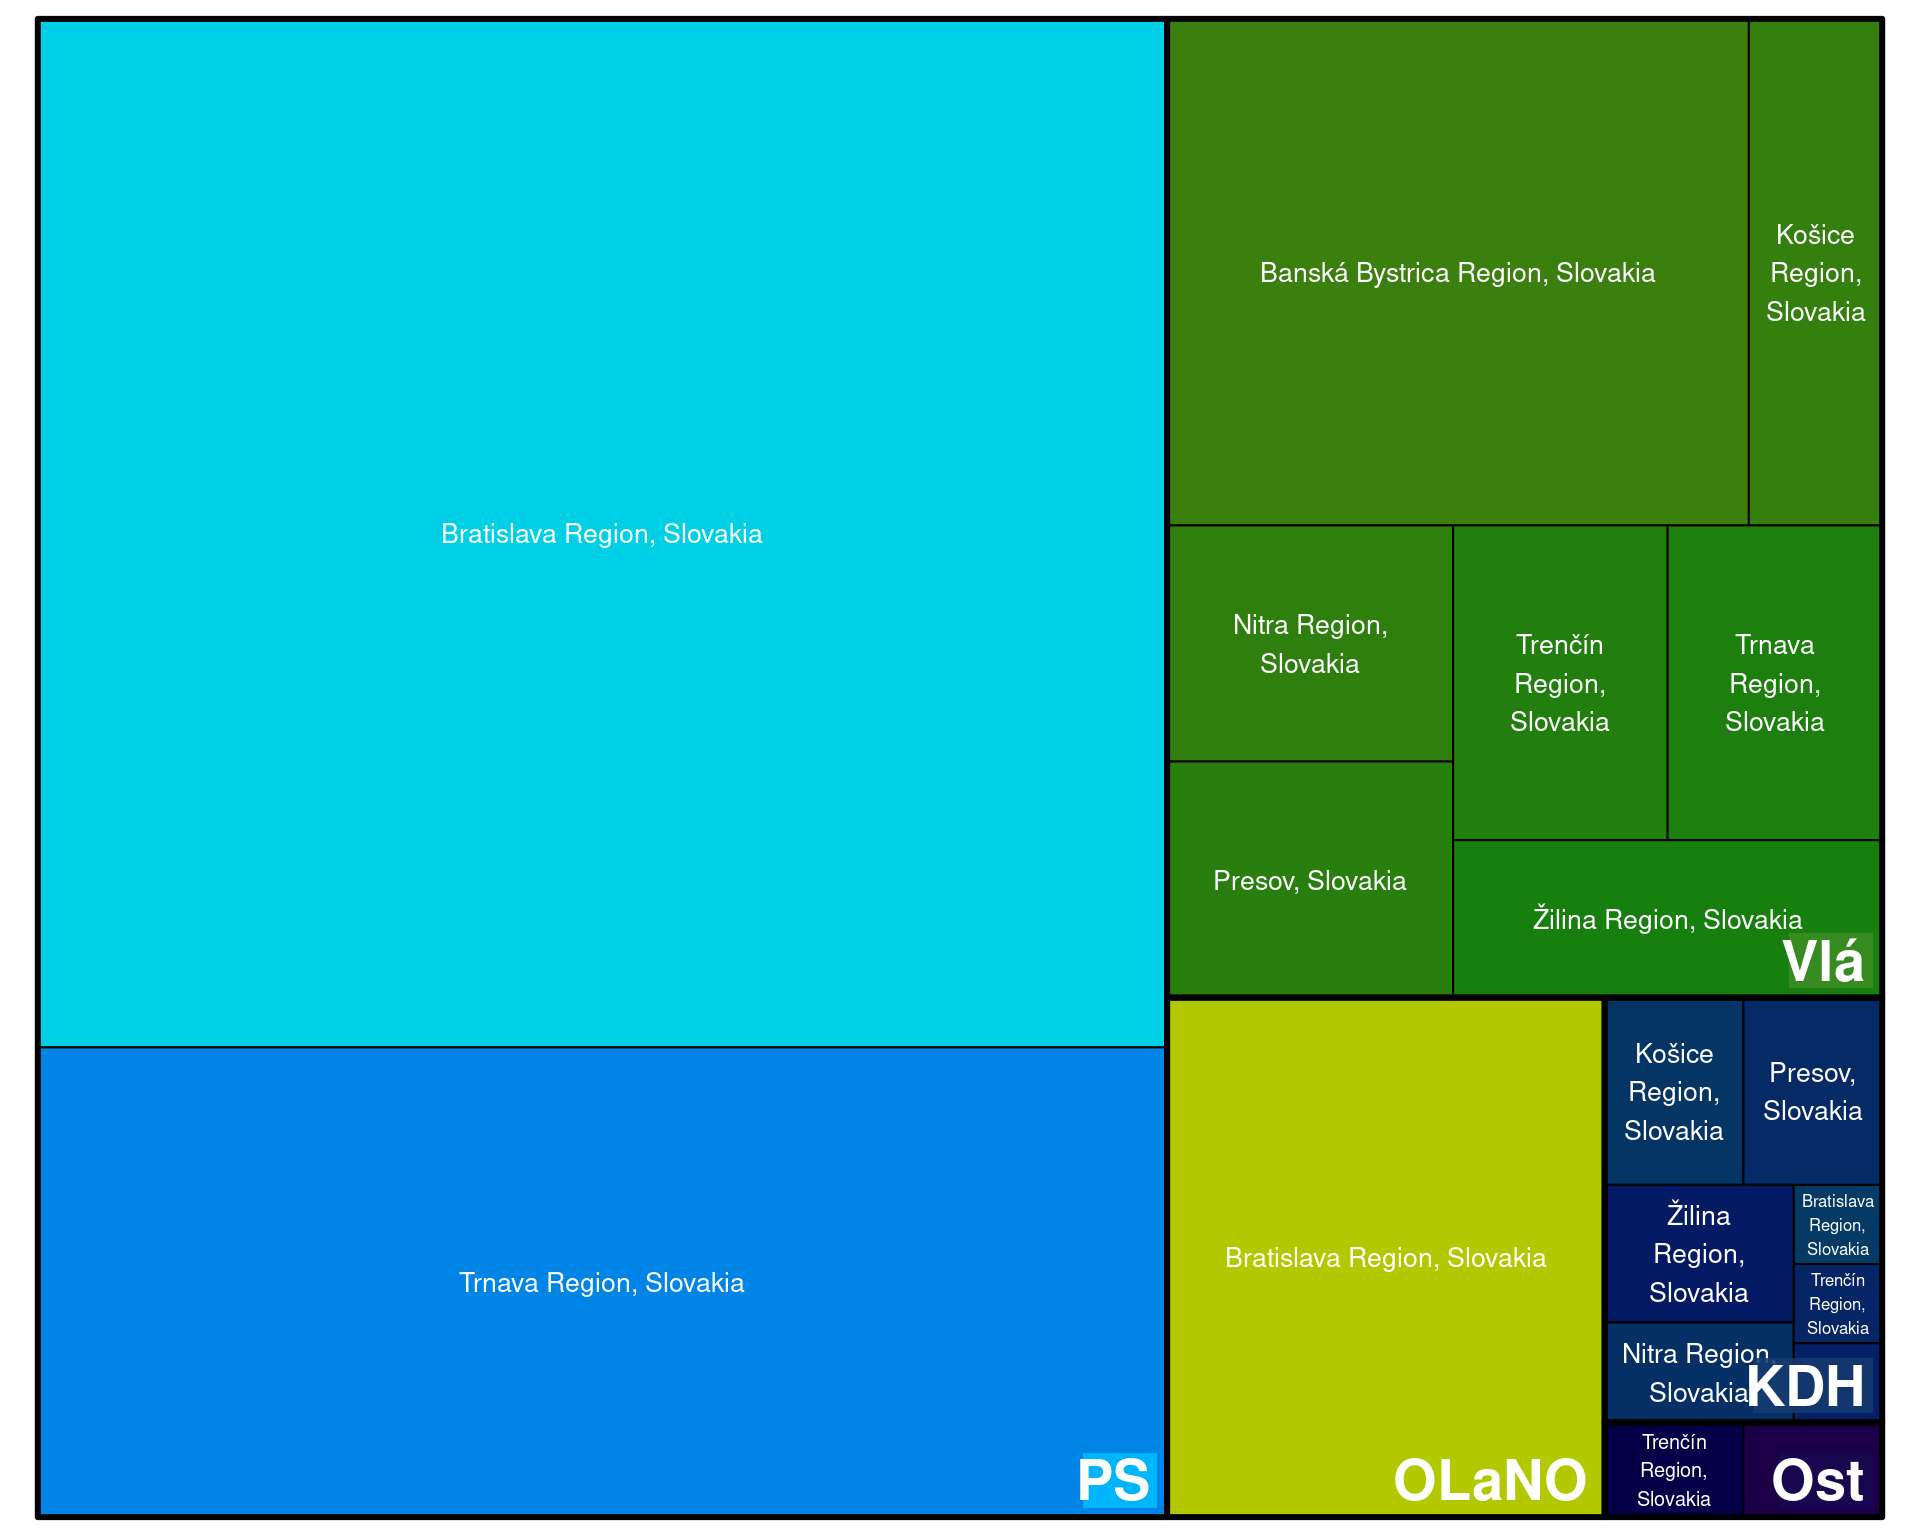 Bratislava Region, Slovakia
Trnava Region, Slovakia
PS
Banská Bystrica Region, Slovakia
Košice
Region,
Slovakia
Nitra Region,
Slovakia
Trenčín
Region,
Slovakia
Trnava
Region,
Slovakia
Presov, Slovakia
Žilina Region, Slovakia
Vlá
Bratislava Region, Slovakia
OLaNO
Košice
Region,
Slovakia
Presov,
Slovakia
Žilina
Region,
Slovakia
Bratislava
Region,
Slovakia
Trenčín
Region,
Slovakia
Nitra Region,
Slovakia
KDH
Trenčín
Region,
Slovakia
Ost